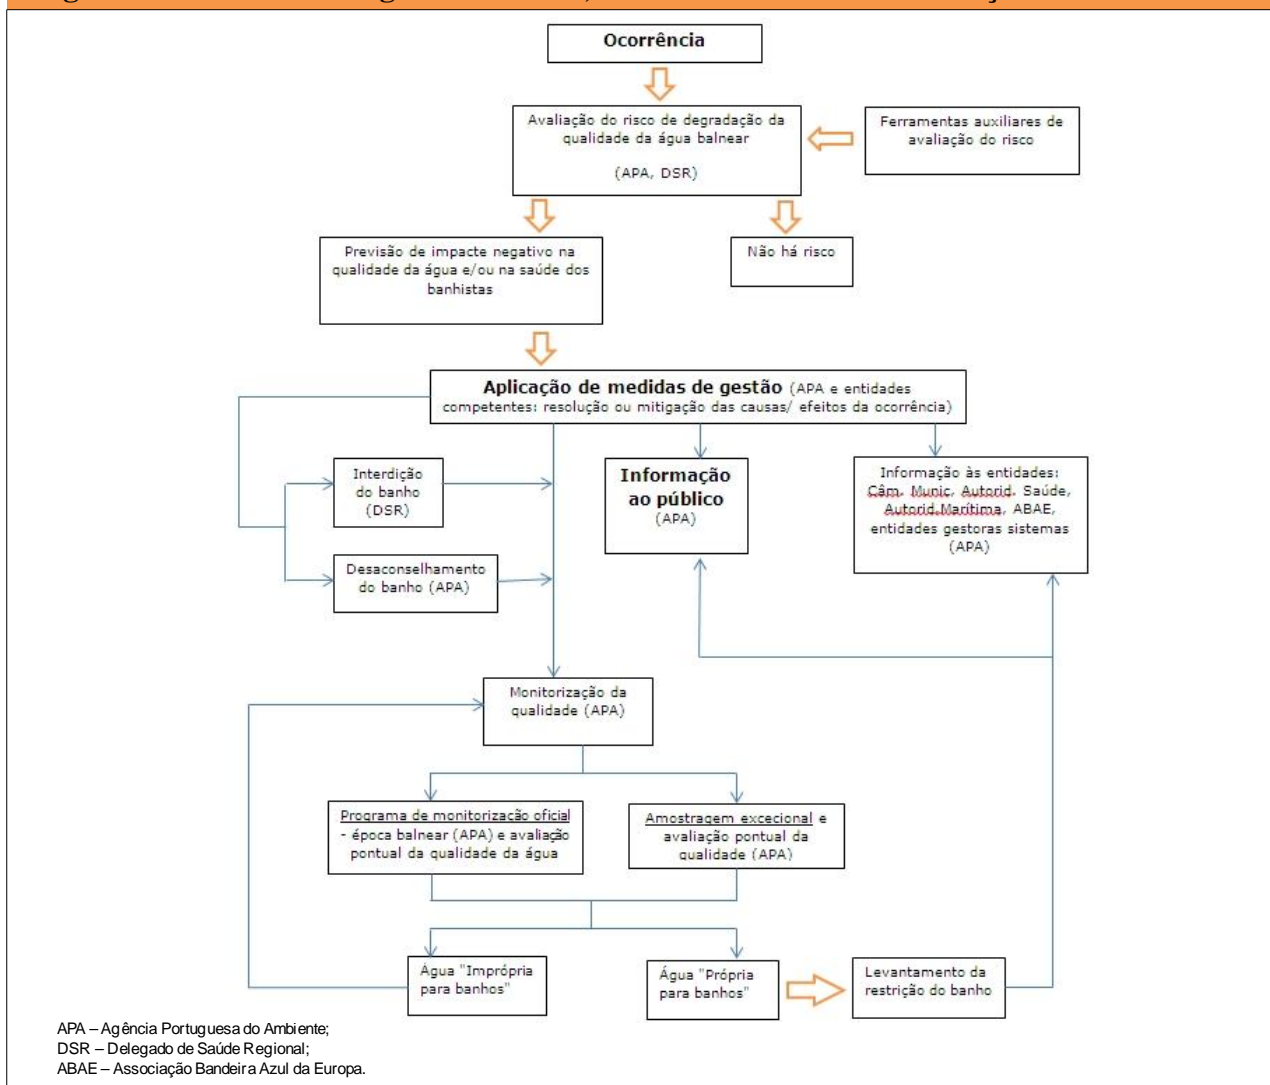 Ocorrência
Avaliação do risco de degradação da
qualidade da água balnear
(APA, DSR)
Ferramentas auxiliares de
avaliação do risco
Previsão de impacte negativo na
qualidade da água e/ou na saúde dos
banhistas
Não há risco
Aplicação de medidas de gestão (APA e entidades
competentes: resolução ou mitigação das causas/ efeitos da ocorrência)
Interdição
do banho
(DSR)
Informação
ao público
(APA)
Informação às entidades:
Câm. Munic, Autorid. Saúde,
Autorid.Marítima, ABAE,
entidades gestoras sistemas
(APA)
Desaconselhamento
do banho (APA)
Monitorização da
qualidade (APA)
Programa de monitorização oficial
- época balnear (APA) e avaliação
pontual da qualidade da água
Amostragem excecional e
avaliação pontual da
qualidade (APA)
Água "Imprópria
para banhos"
Água "Própria
para banhos"
Levantamento da
restrição do banho
APA – Agência Portuguesa do Ambiente;
DSR – Delegado de Saúde Regional;
ABAE – Associação Bandeira Azul da Europa.